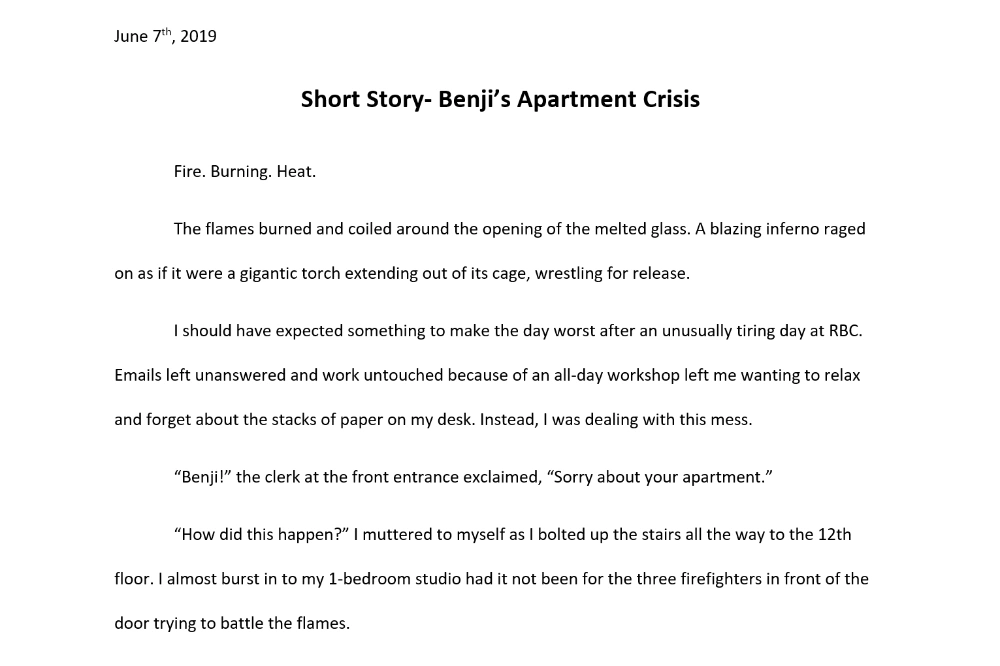 June 7th, 2019
Short Story- Benji’s Apartment Crisis
Fire. Burning. Heat.
The flames burned and coiled around the opening of the melted glass. A blazing inferno raged
on as if it were a gigantic torch extending out of its cage, wrestling for release.
I should have expected something to make the day worst after an unusually tiring day at RBC.
Emails left unanswered and work untouched because of an all-day workshop left me wanting to relax
and forget about the stacks of paper on my desk. Instead, I was dealing with this mess.
“Benji!” the clerk at the front entrance exclaimed, “Sorry about your apartment.”
“How did this happen?” I muttered to myself as I bolted up the stairs all the way to the 12th
floor. I almost burst in to my 1-bedroom studio had it not been for the three firefighters in front of the
door trying to battle the flames.